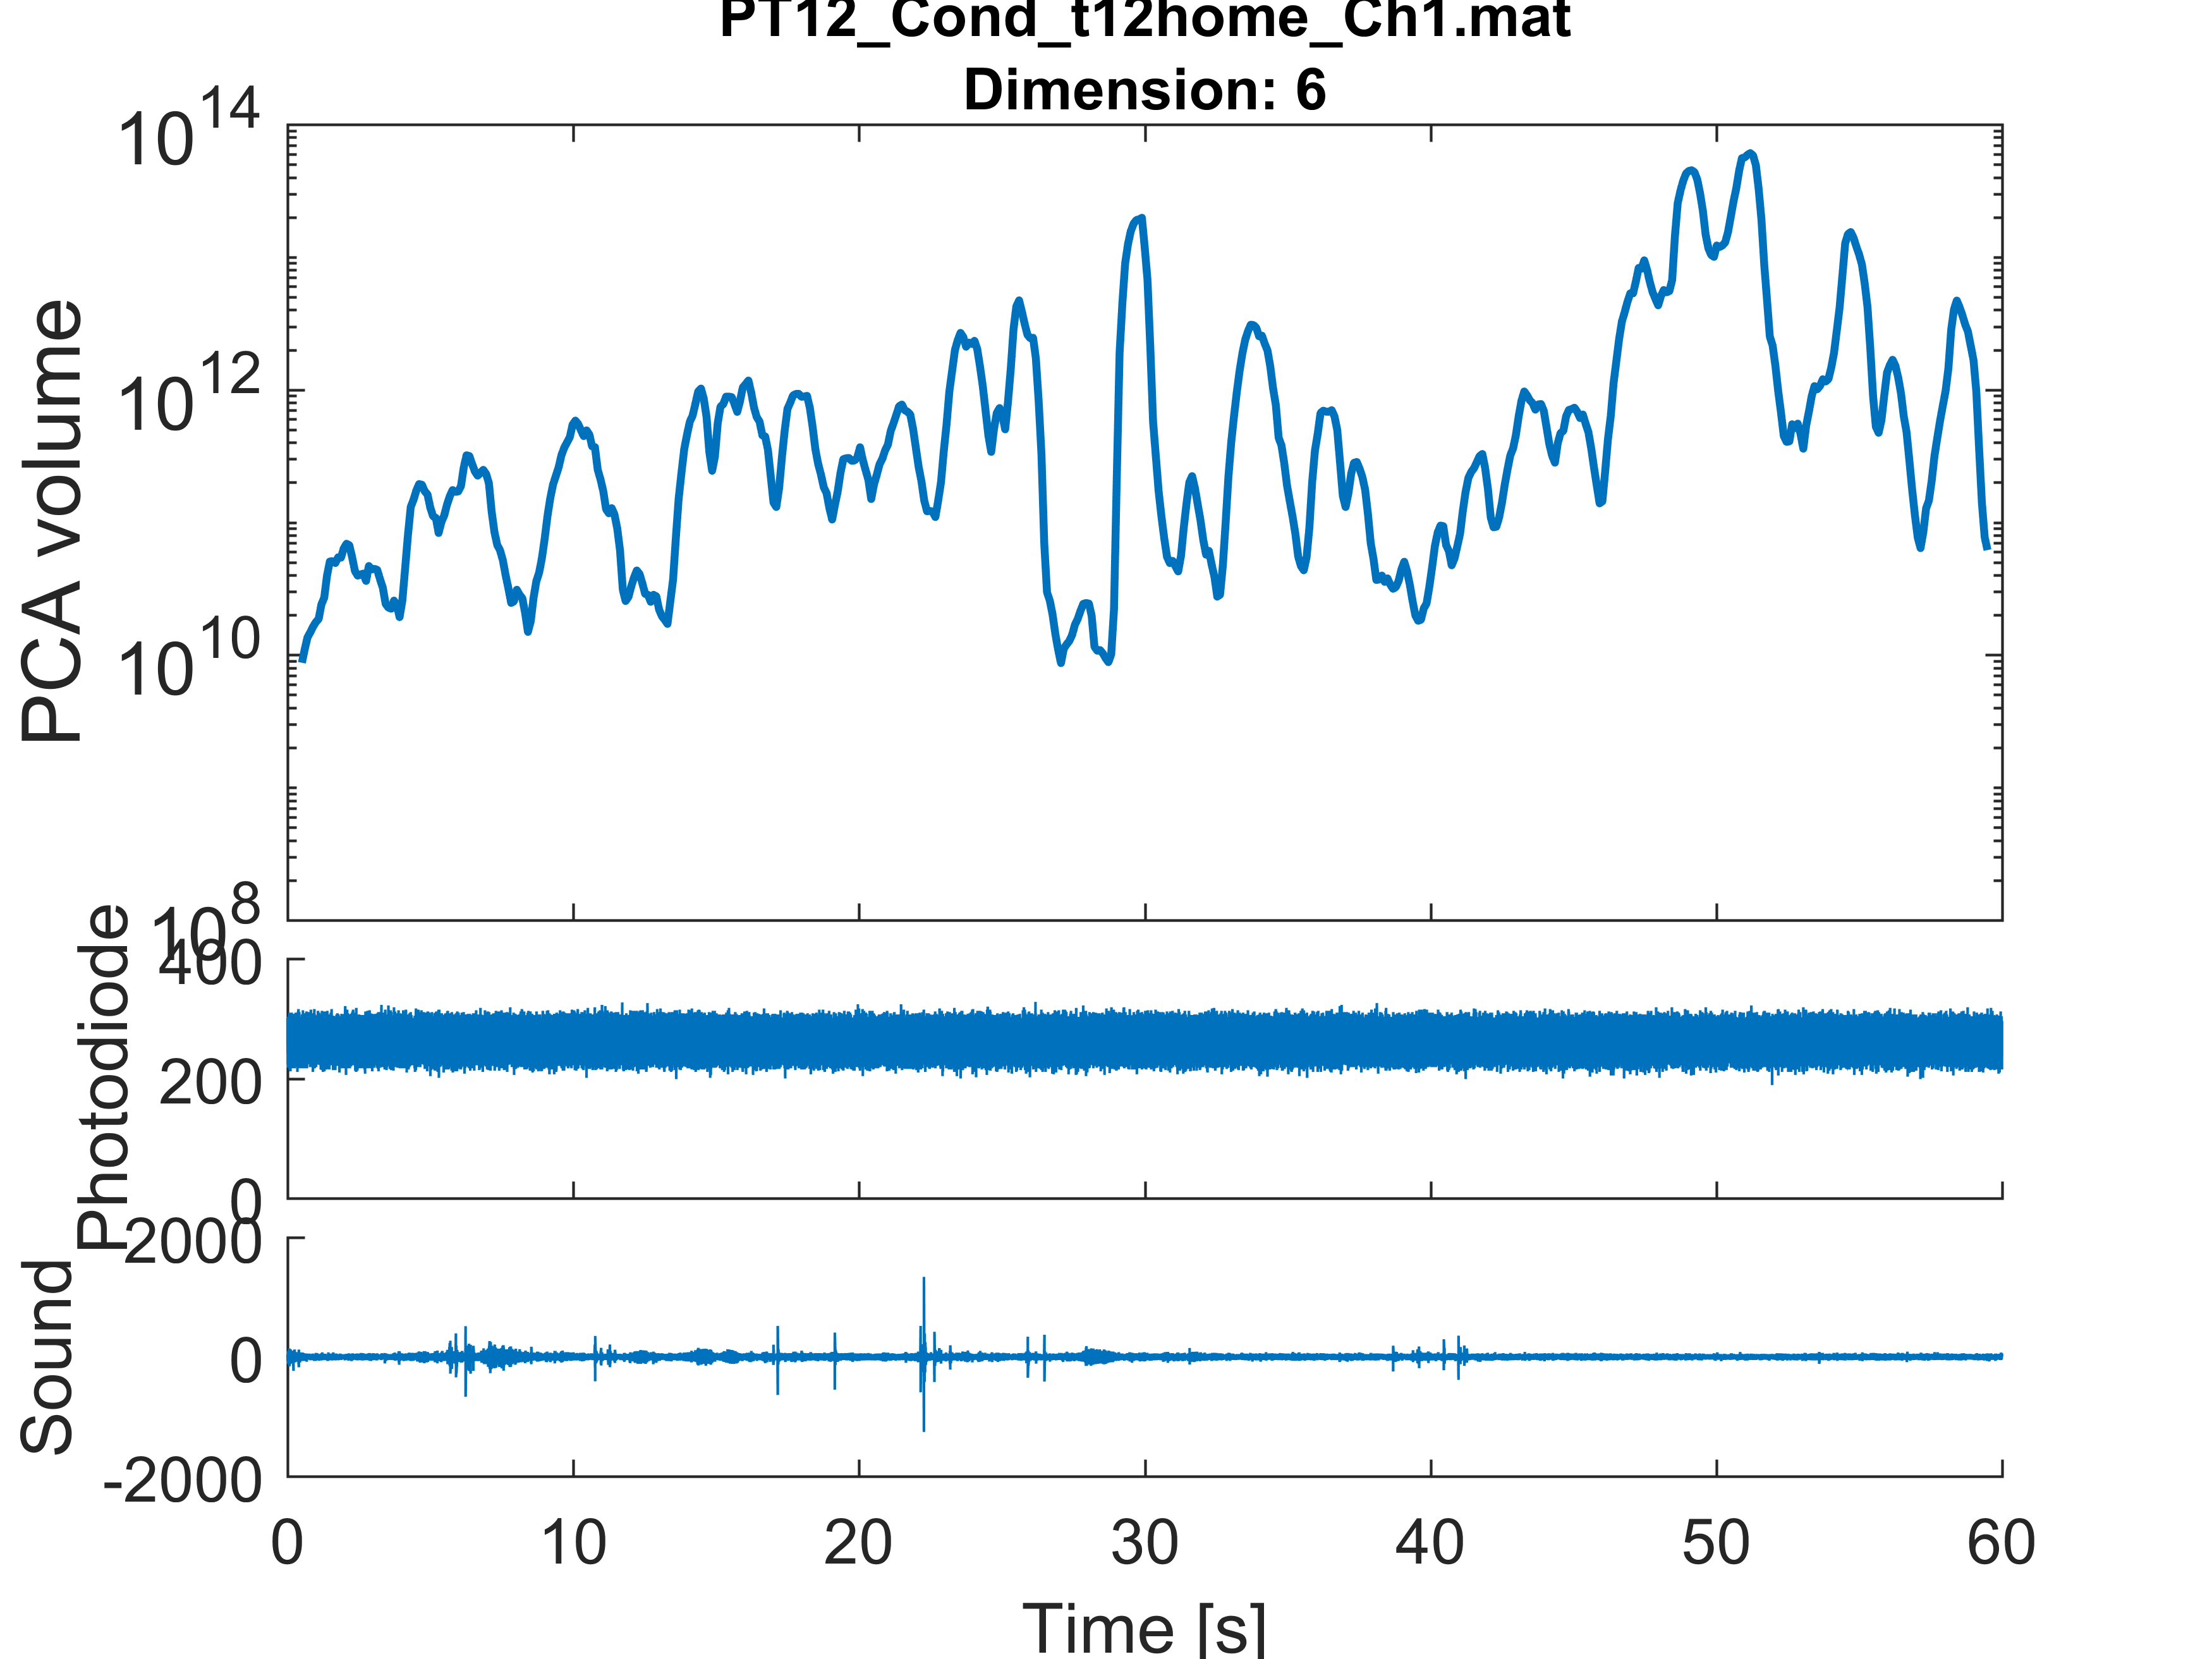 PT12_Cond_t12home_Ch1.mat
Dimension: 6
PCA volume
10^14
10^12
10^10
10^8
Photodiode
400
200
0
Sound
2000
0
-2000
0 10 20 30 40 50 60
Time [s]